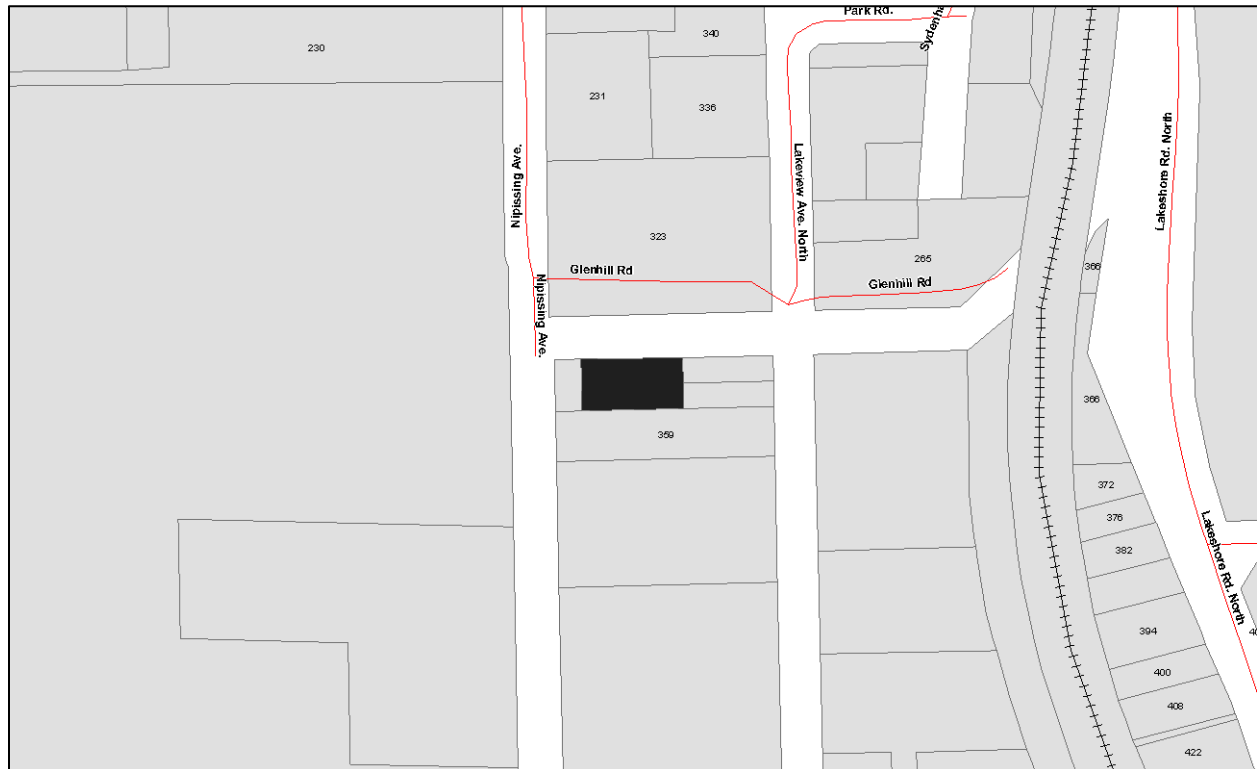 Park Rd.
340
230
231
336
Nipissing Ave.
Lakeview Ave. North
Lakeshore Rd. North
323
265
366
Glenhill Rd
Glenhill Rd
Nipissing Ave.
366
359
372
376
382
Lakeshore Rd. North
394
400
408
422